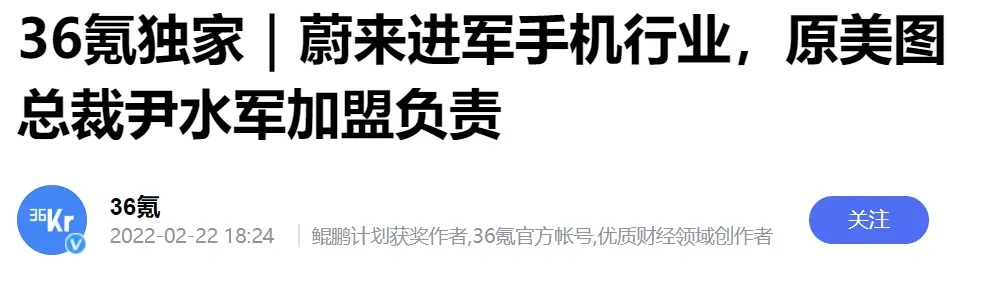 36氪独家｜蔚来进军手机行业，原美图
总裁尹水军加盟负责
36Kr
36氪
关注
2022-02-22 18:24 | 鲲鹏计划获奖作者,36氪官方帐号,优质财经领域创作者